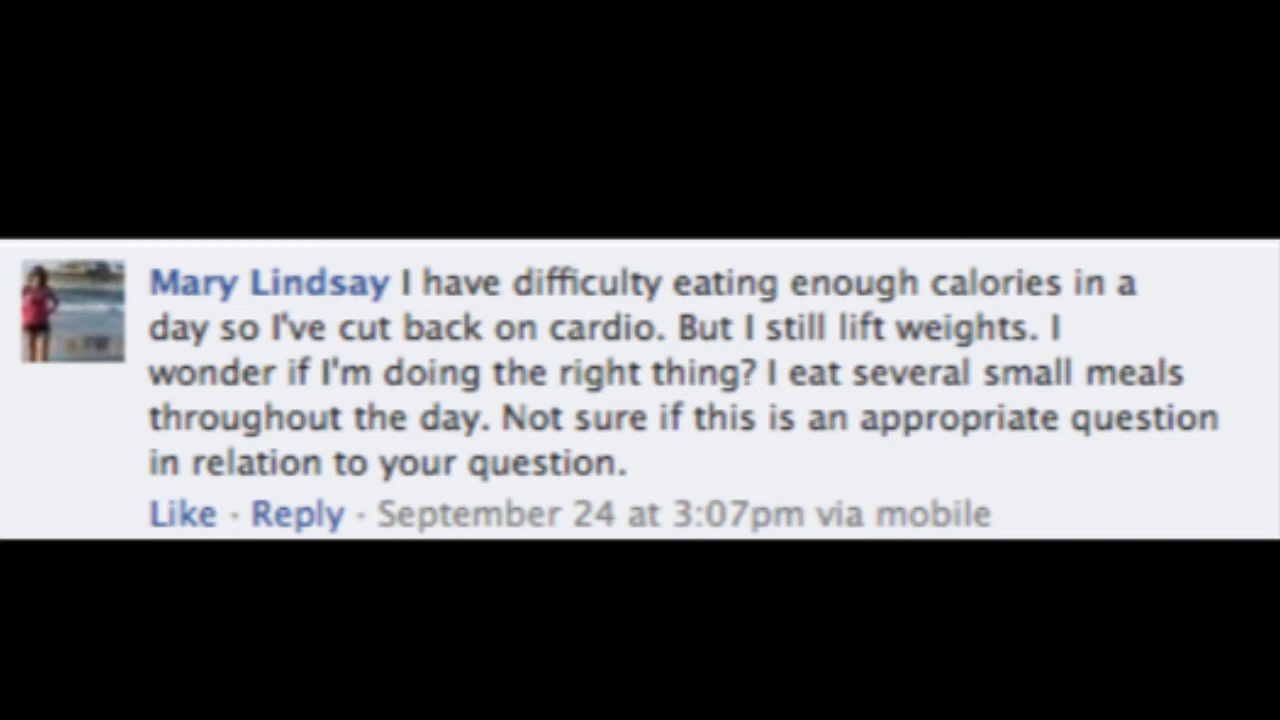 Mary Lindsay I have difficulty eating enough calories in a
day so I've cut back on cardio. But I still lift weights. I
wonder if I'm doing the right thing? I eat several small meals
throughout the day. Not sure if this is an appropriate question
in relation to your question.
Like · Reply · September 24 at 3:07pm via mobile